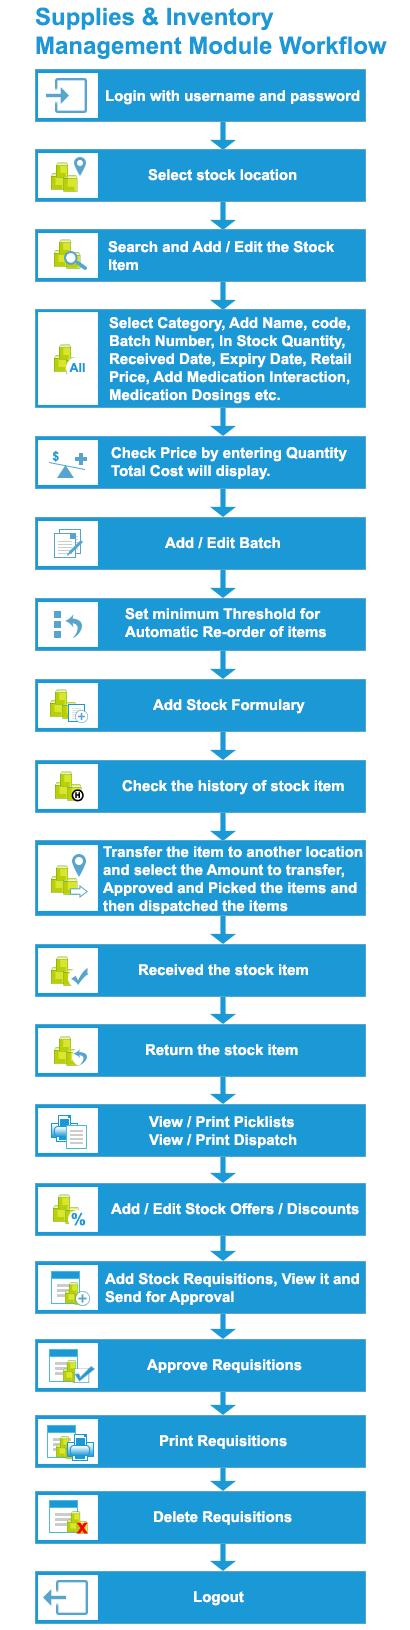 Supplies & Inventory
Management Module Workflow
Login with username and password
Select stock location
Search and Add / Edit the Stock
Item
All
Select Category, Add Name, code,
Batch Number, In Stock Quantity,
Received Date, Expiry Date, Retail
Price, Add Medication Interaction,
Medication Dosings etc.
$
Check Price by entering Quantity
Total Cost will display.
Add / Edit Batch
Set minimum Threshold for
Automatic Re-order of items
Add Stock Formulary
H
Check the history of stock item
Transfer the item to another location
and select the Amount to transfer,
Approved and Picked the items and
then dispatched the items
Received the stock item
Return the stock item
View / Print Picklists
View / Print Dispatch
%
Add / Edit Stock Offers / Discounts
Add Stock Requisitions, View it and
Send for Approval
Approve Requisitions
Print Requisitions
X
Delete Requisitions
Logout